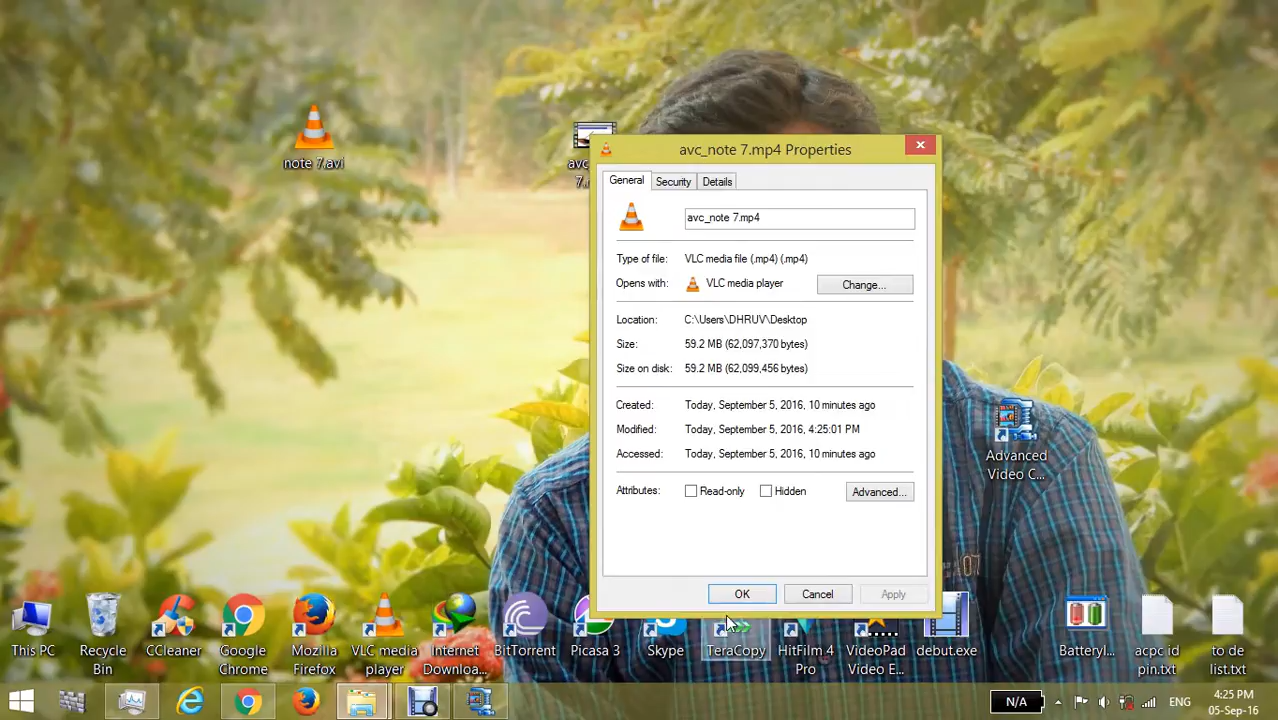 note 7.avi
avc
7.
avc_note 7.mp4 Properties
General
Security
Details
avc_note 7.mp4
Type of file:
VLC media file (.mp4) (.mp4)
Opens with:
VLC media player
Change...
Location:
C:\Users\DHRUV\Desktop
Size:
59.2 MB (62,097,370 bytes)
Size on disk:
59.2 MB (62,099,456 bytes)
Created:
Today, September 5, 2016, 10 minutes ago
Modified:
Today, September 5, 2016, 4:25:01 PM
Accessed:
Today, September 5, 2016, 10 minutes ago
Attributes:
Read-only
Hidden
Advanced...
OK
Cancel
Apply
Advanced
Video C...
This PC
Recycle
Bin
CCleaner
Google
Chrome
Mozilla
Firefox
VLC media
player
Internet
Downloa...
BitTorrent
Picasa 3
Skype
TeraCopy
HitFilm 4
Pro
VideoPad
Video E...
debut.exe
BatteryI...
acpc id
pin.txt
to de
list.txt
N/A
ENG
4:25 PM
05-Sep-16